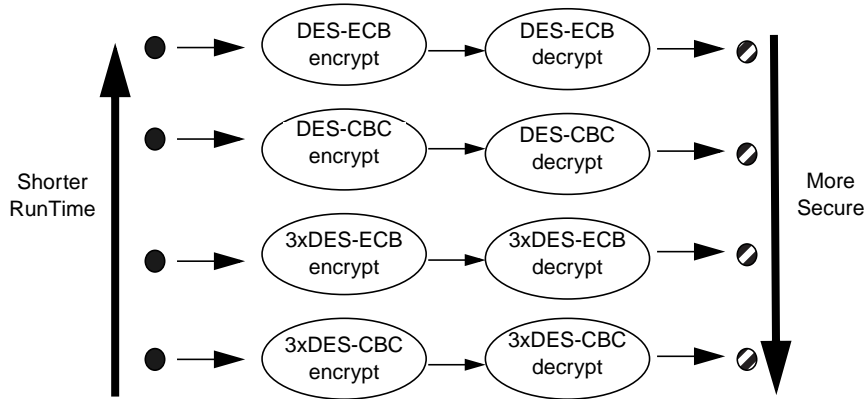 DES-ECB
encrypt
DES-ECB
decrypt
DES-CBC
encrypt
DES-CBC
decrypt
Shorter
RunTime
More
Secure
3xDES-ECB
encrypt
3xDES-ECB
decrypt
3xDES-CBC
encrypt
3xDES-CBC
decrypt